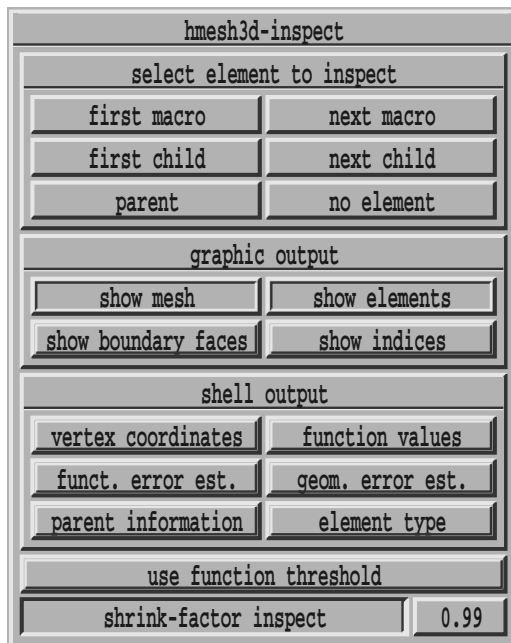 hmesh3d-inspect
select element to inspect
first macro next macro
first child next child
parent no element
graphic output
show mesh show elements
show boundary faces show indices
shell output
vertex coordinates function values
funct. error est. geom. error est.
parent information element type
use function threshold
shrink-factor inspect 0.99